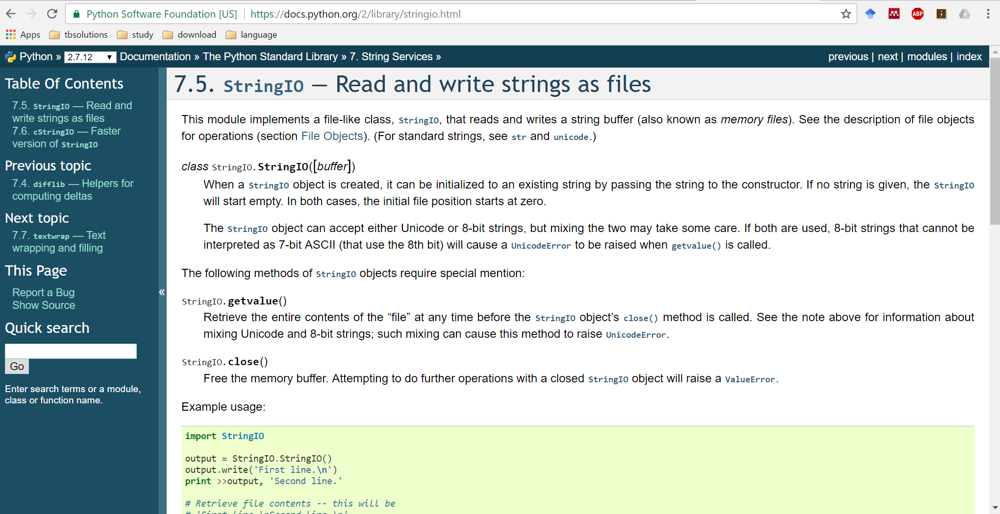 Python Software Foundation [US] https://docs.python.org/2/library/stringio.html
ABP
Apps tbsolutions study download language
Python » 2.7.12 Documentation » The Python Standard Library » 7. String Services »
previous | next | modules | index
Table Of Contents
7.5. StringIO — Read and
write strings as files
7.6. cStringIO — Faster
version of StringIO
Previous topic
7.4. difflib — Helpers for
computing deltas
Next topic
7.7. textwrap — Text
wrapping and filling
This Page
Report a Bug
Show Source
Quick search
Go
Enter search terms or a module,
class or function name.
«
7.5. StringIO — Read and write strings as files
This module implements a file-like class, StringIO, that reads and writes a string buffer (also known as memory files). See the description of file objects
for operations (section File Objects). (For standard strings, see str and unicode.)
class StringIO.StringIO([buffer])
When a StringIO object is created, it can be initialized to an existing string by passing the string to the constructor. If no string is given, the StringIO
will start empty. In both cases, the initial file position starts at zero.
The StringIO object can accept either Unicode or 8-bit strings, but mixing the two may take some care. If both are used, 8-bit strings that cannot be
interpreted as 7-bit ASCII (that use the 8th bit) will cause a UnicodeError to be raised when getvalue() is called.
The following methods of StringIO objects require special mention:
StringIO.getvalue()
Retrieve the entire contents of the “file” at any time before the StringIO object’s close() method is called. See the note above for information about
mixing Unicode and 8-bit strings; such mixing can cause this method to raise UnicodeError.
StringIO.close()
Free the memory buffer. Attempting to do further operations with a closed StringIO object will raise a ValueError.
Example usage:
import StringIO
output = StringIO.StringIO()
output.write('First line.\n')
print >>output, 'Second line.'
# Retrieve file contents -- this will be
# 'First line.\nSecond line.\n'